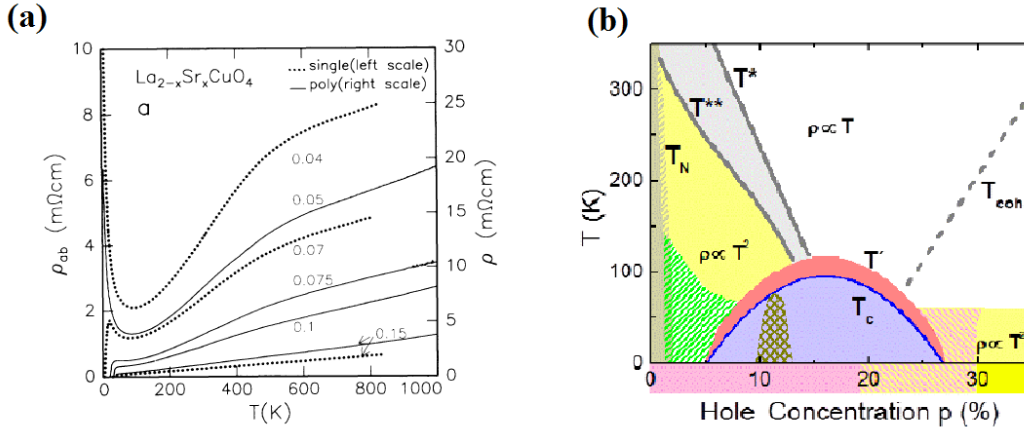 (a)
10
8
6
4
2
0
ρab (mΩcm)
La2-xSrxCuO4
a
single(left scale)
poly(right scale)
0.04
0.05
0.07
0.075
0.1
0.15
30
25
20
15
10
5
0
ρ (mΩcm)
0 200 400 600 800 1000
T(K)
(b)
300
200
100
0
T (K)
T*
T**
TN
ρ∝T
Tcoh
ρ∝T²
T´
Tc
0 10 20 30
Hole Concentration p (%)